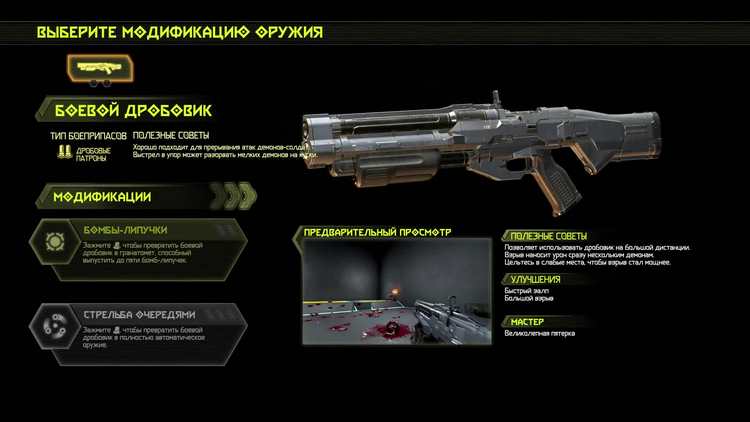 ВЫБЕРИТЕ МОДИФИКАЦИЮ ОРУЖИЯ
БОЕВОЙ ДРОБОВИК
ТИП БОЕПРИПАСОВ
ДРОБОВЫЕ
ПАТРОНЫ
ПОЛЕЗНЫЕ СОВЕТЫ
Хорошо подходит для прерывания атак демонов-солдат.
Выстрел в упор может разорвать мелких демонов на куски.
МОДИФИКАЦИИ
БОМБЫ-ЛИПУЧКИ
Зажмите, чтобы превратить боевой
дробовик в гранатомет, способный
выпустить до пяти бомб-липучек.
СТРЕЛЬБА ОЧЕРЕДЯМИ
Зажмите, чтобы превратить боевой
дробовик в полностью автоматическое
оружие.
ПРЕДВАРИТЕЛЬНЫЙ ПРОСМОТР
ПОЛЕЗНЫЕ СОВЕТЫ
Позволяет использовать дробовик на большой дистанции.
Взрыв наносит урон сразу нескольким демонам.
Цельтесь в слабые места, чтобы взрыв стал мощнее.
УЛУЧШЕНИЯ
Быстрый залп
Большой взрыв
МАСТЕР
Великолепная пятерка